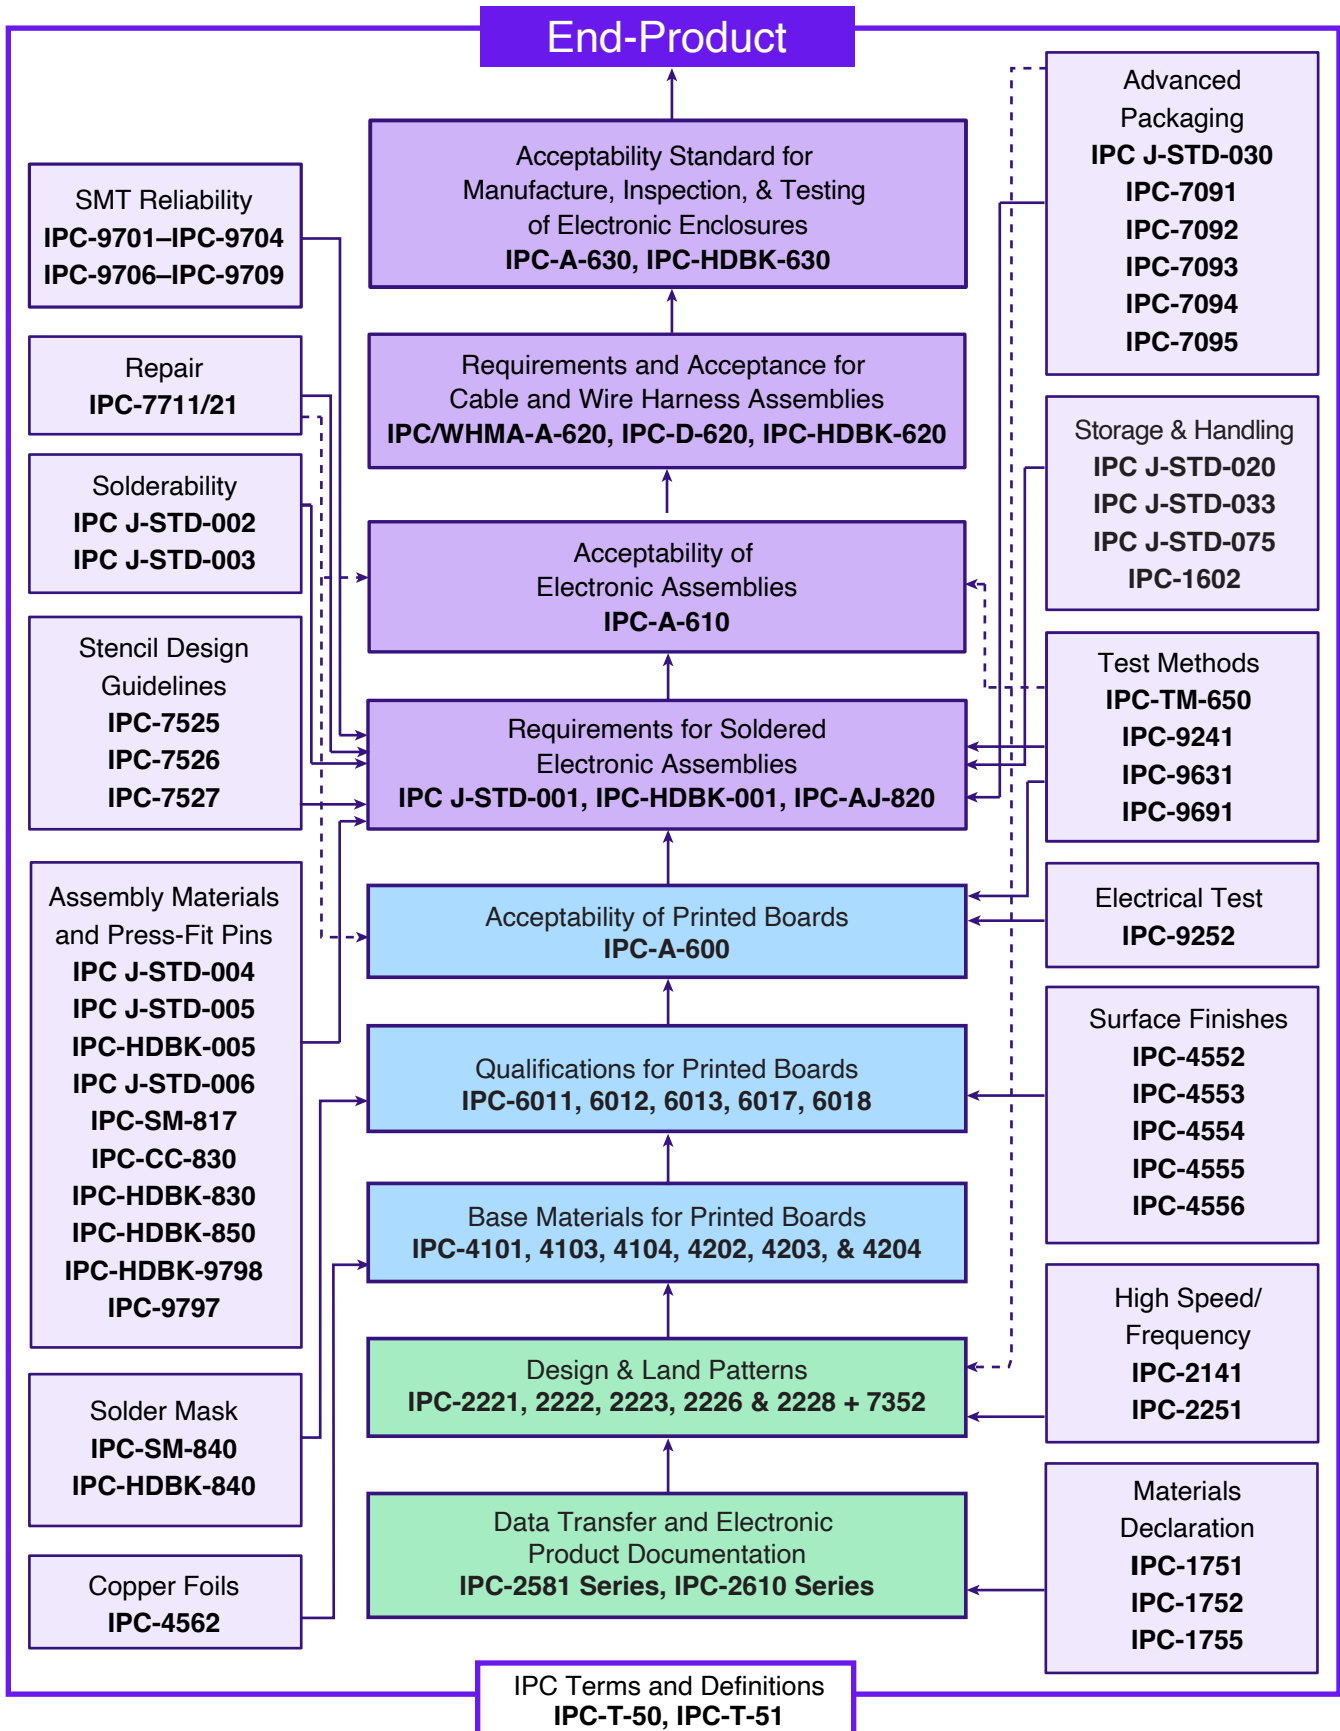 End-Product
Acceptability Standard for
Manufacture, Inspection, & Testing
of Electronic Enclosures
IPC-A-630, IPC-HDBK-630
Requirements and Acceptance for
Cable and Wire Harness Assemblies
IPC/WHMA-A-620, IPC-D-620, IPC-HDBK-620
Acceptability of
Electronic Assemblies
IPC-A-610
Requirements for Soldered
Electronic Assemblies
IPC J-STD-001, IPC-HDBK-001, IPC-AJ-820
Acceptability of Printed Boards
IPC-A-600
Qualifications for Printed Boards
IPC-6011, 6012, 6013, 6017, 6018
Base Materials for Printed Boards
IPC-4101, 4103, 4104, 4202, 4203, & 4204
Design & Land Patterns
IPC-2221, 2222, 2223, 2226 & 2228 + 7352
Data Transfer and Electronic
Product Documentation
IPC-2581 Series, IPC-2610 Series
SMT Reliability
IPC-9701–IPC-9704
IPC-9706–IPC-9709
Repair
IPC-7711/21
Solderability
IPC J-STD-002
IPC J-STD-003
Stencil Design
Guidelines
IPC-7525
IPC-7526
IPC-7527
Assembly Materials
and Press-Fit Pins
IPC J-STD-004
IPC J-STD-005
IPC-HDBK-005
IPC J-STD-006
IPC-SM-817
IPC-CC-830
IPC-HDBK-830
IPC-HDBK-850
IPC-HDBK-9798
IPC-9797
Solder Mask
IPC-SM-840
IPC-HDBK-840
Copper Foils
IPC-4562
Advanced
Packaging
IPC J-STD-030
IPC-7091
IPC-7092
IPC-7093
IPC-7094
IPC-7095
Storage & Handling
IPC J-STD-020
IPC J-STD-033
IPC J-STD-075
IPC-1602
Test Methods
IPC-TM-650
IPC-9241
IPC-9631
IPC-9691
Electrical Test
IPC-9252
Surface Finishes
IPC-4552
IPC-4553
IPC-4554
IPC-4555
IPC-4556
High Speed/
Frequency
IPC-2141
IPC-2251
Materials
Declaration
IPC-1751
IPC-1752
IPC-1755
IPC Terms and Definitions
IPC-T-50, IPC-T-51